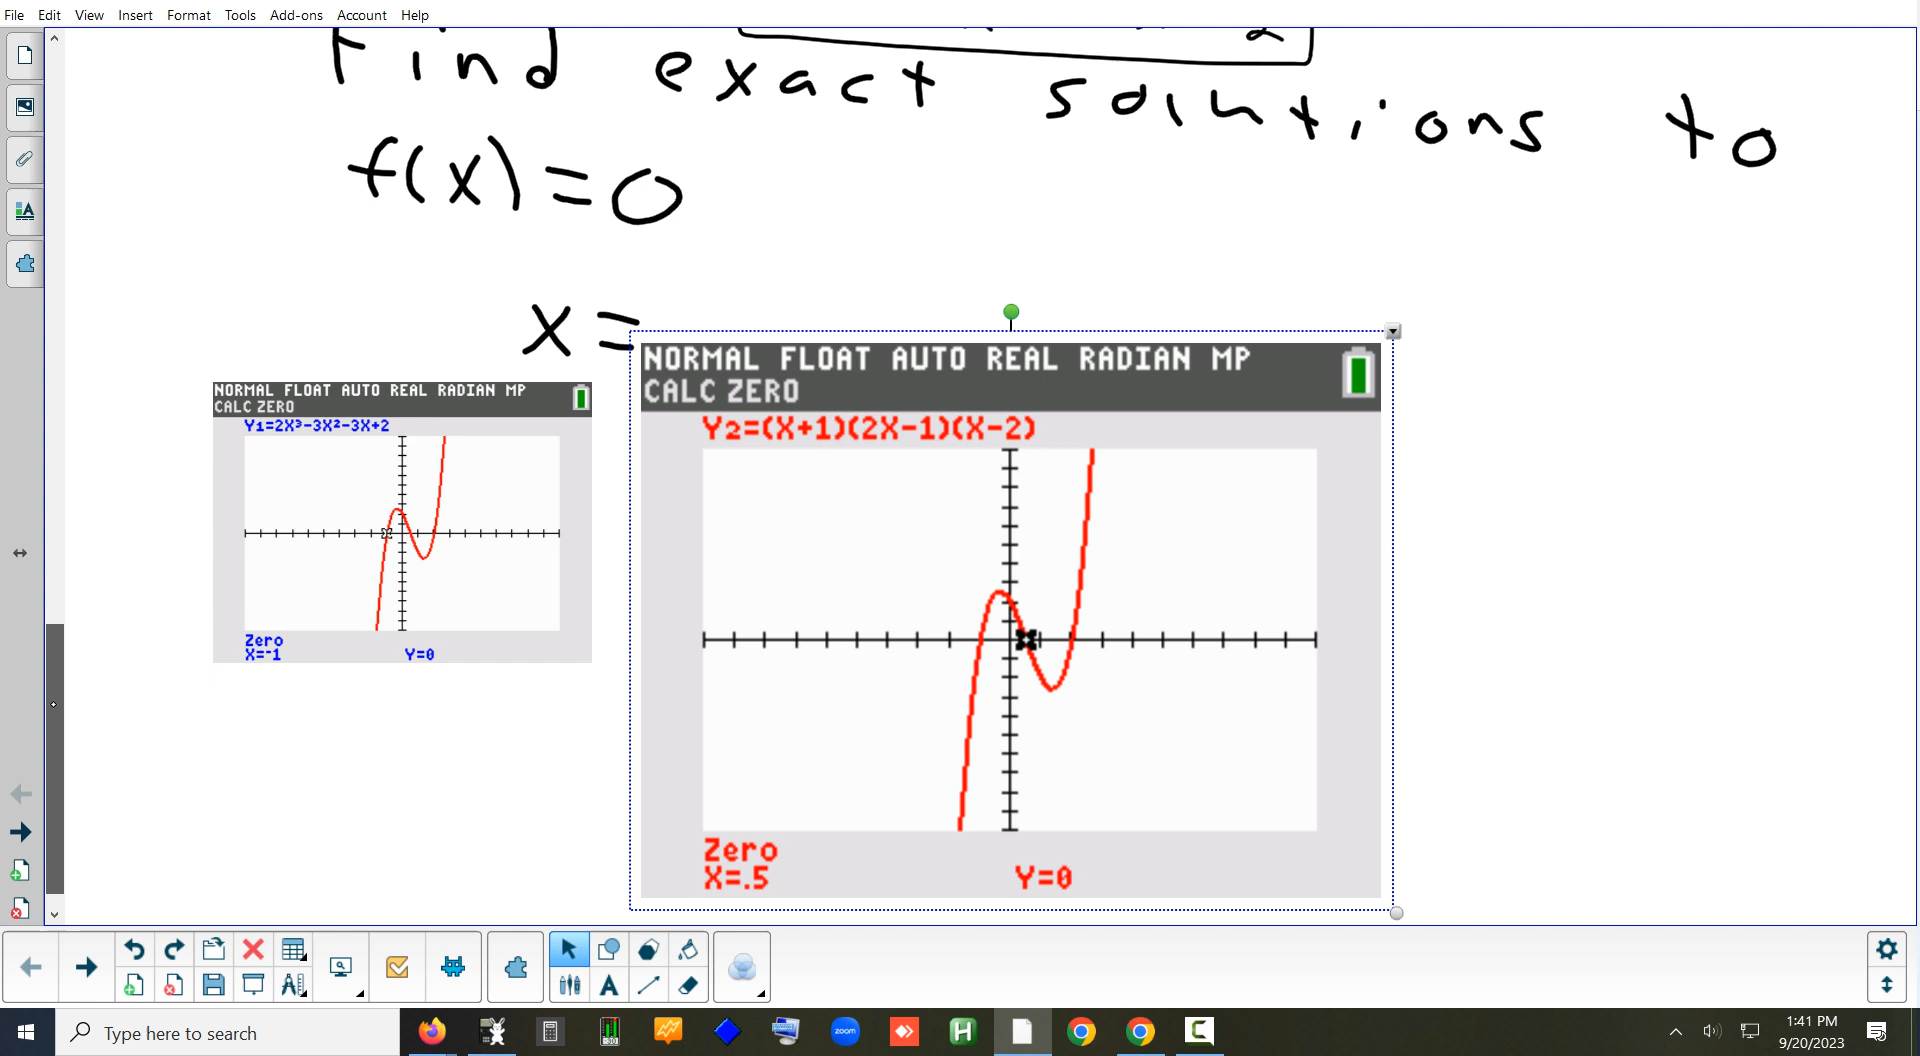 File Edit View Insert Format Tools Add-ons Account Help
2
Find exact solutions to
f(x)=0
x=
NORMAL FLOAT AUTO REAL RADIAN MP
CALC ZERO
Y1=2X³-3X²-3X+2
Zero
X=-1 Y=0
NORMAL FLOAT AUTO REAL RADIAN MP
CALC ZERO
Y2=(X+1)(2X-1)(X-2)
Zero
X=.5 Y=0
Type here to search
zoom
1:41 PM
9/20/2023